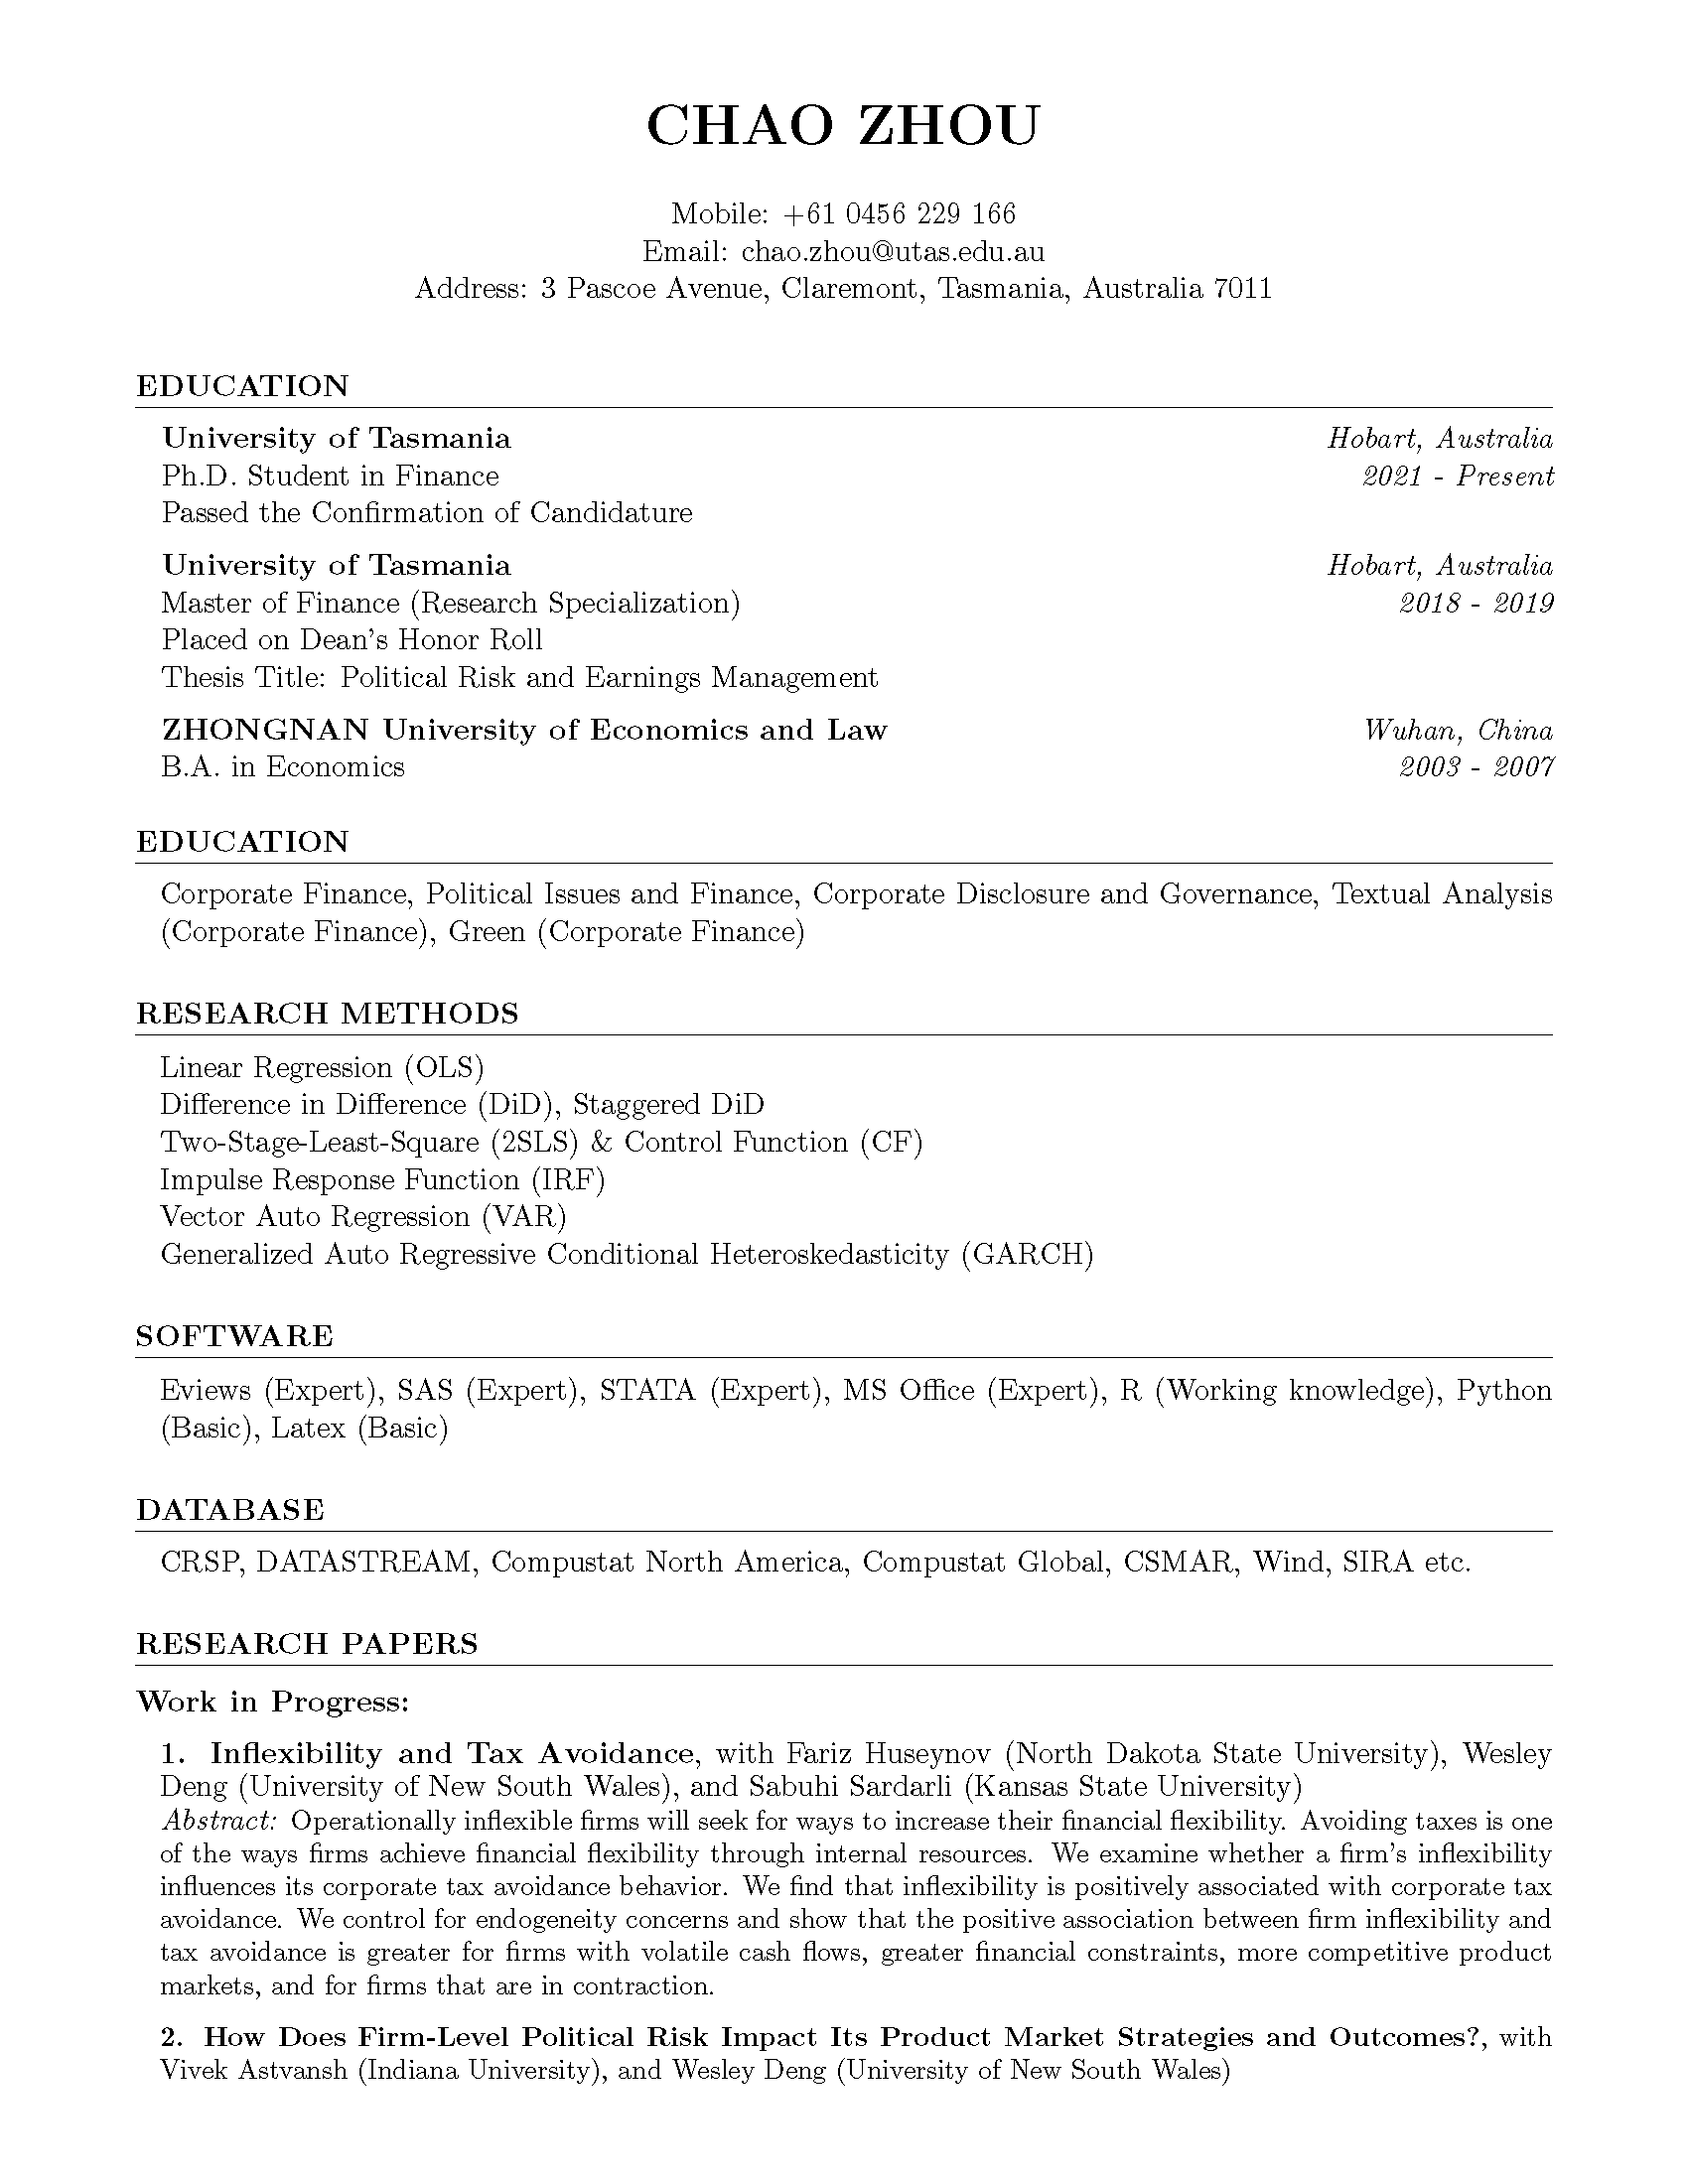 CHAO ZHOU
Mobile: +61 0456 229 166
Email: chao.zhou@utas.edu.au
Address: 3 Pascoe Avenue, Claremont, Tasmania, Australia 7011
EDUCATION
University of Tasmania Hobart, Australia
Ph.D. Student in Finance 2021 - Present
Passed the Confirmation of Candidature
University of Tasmania Hobart, Australia
Master of Finance (Research Specialization) 2018 - 2019
Placed on Dean's Honor Roll
Thesis Title: Political Risk and Earnings Management
ZHONGNAN University of Economics and Law Wuhan, China
B.A. in Economics 2003 - 2007
EDUCATION
Corporate Finance, Political Issues and Finance, Corporate Disclosure and Governance, Textual Analysis
(Corporate Finance), Green (Corporate Finance)
RESEARCH METHODS
Linear Regression (OLS)
Difference in Difference (DiD), Staggered DiD
Two-Stage-Least-Square (2SLS) & Control Function (CF)
Impulse Response Function (IRF)
Vector Auto Regression (VAR)
Generalized Auto Regressive Conditional Heteroskedasticity (GARCH)
SOFTWARE
Eviews (Expert), SAS (Expert), STATA (Expert), MS Office (Expert), R (Working knowledge), Python
(Basic), Latex (Basic)
DATABASE
CRSP, DATASTREAM, Compustat North America, Compustat Global, CSMAR, Wind, SIRA etc.
RESEARCH PAPERS
Work in Progress:
1. Inflexibility and Tax Avoidance, with Fariz Huseynov (North Dakota State University), Wesley
Deng (University of New South Wales), and Sabuhi Sardarli (Kansas State University)
Abstract: Operationally inflexible firms will seek for ways to increase their financial flexibility. Avoiding taxes is one
of the ways firms achieve financial flexibility through internal resources. We examine whether a firm's inflexibility
influences its corporate tax avoidance behavior. We find that inflexibility is positively associated with corporate tax
avoidance. We control for endogeneity concerns and show that the positive association between firm inflexibility and
tax avoidance is greater for firms with volatile cash flows, greater financial constraints, more competitive product
markets, and for firms that are in contraction.
2. How Does Firm-Level Political Risk Impact Its Product Market Strategies and Outcomes?, with
Vivek Astvansh (Indiana University), and Wesley Deng (University of New South Wales)